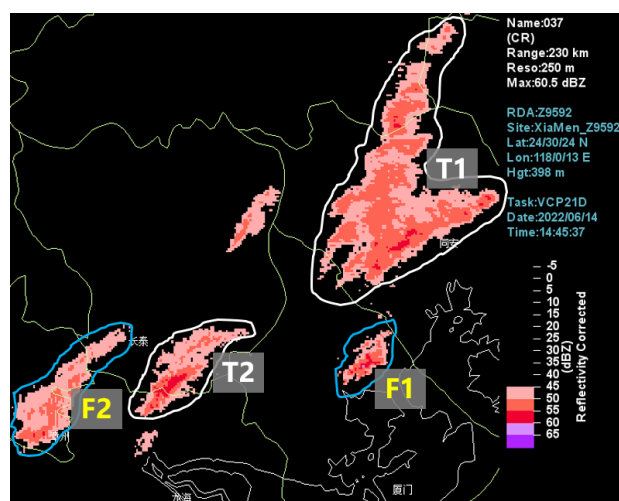 Name:037
(CR)
Range:230 km
Reso:250 m
Max:60.5 dBZ
RDA:Z9592
Site:XiaMen_Z9592
Lat:24/30/24 N
Lon:118/0/13 E
Hgt:398 m
Task:VCP21D
Date:2022/06/14
Time:14:45:37
T1
同安
-5
0
5
10
15
20
25
30
35
40
45
50
55
60
65
Reflectivity Corrected
(dBZ)
长泰
T2
F1
F2
厦门
龙海